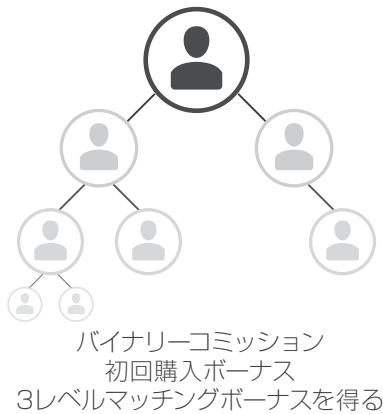 バイナリーコミッション
初回購入ボーナス
3レベルマッチングボーナスを得る